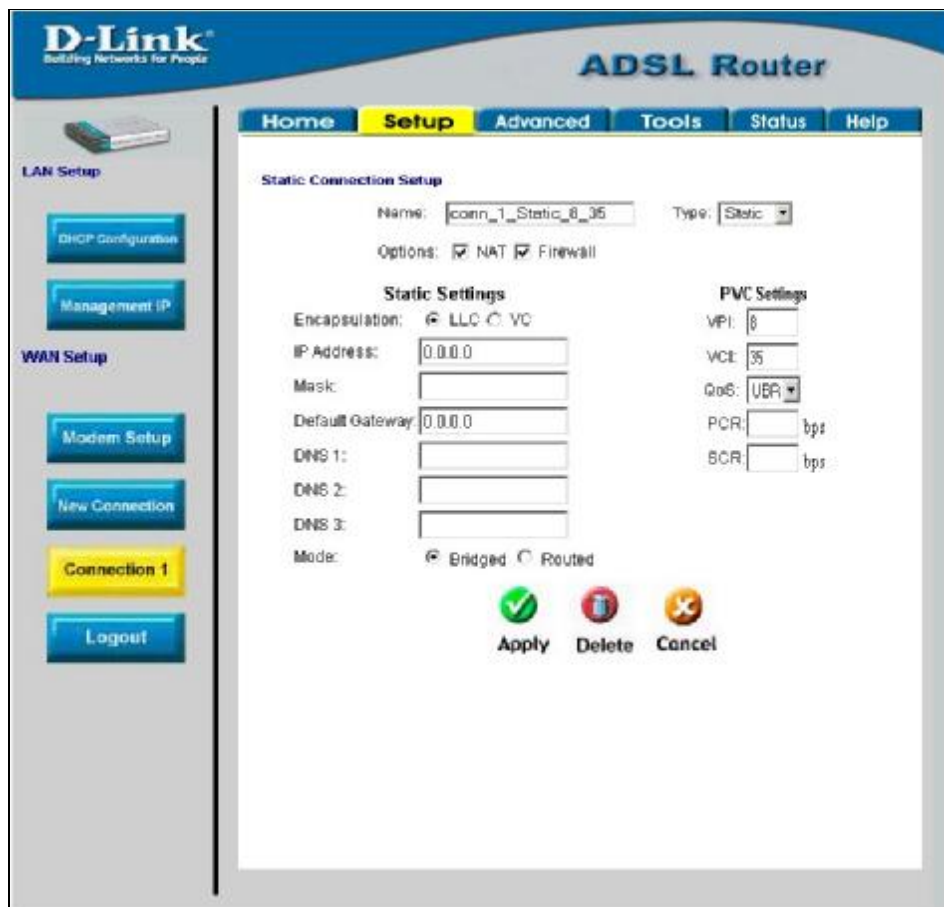 D-Link
Building Networks for People
ADSL Router
Home Setup Advanced Tools Status Help
LAN Setup
DHCP Configuration
Management IP
WAN Setup
Modem Setup
New Connection
Connection 1
Logout
Static Connection Setup
Name: conn_1_Static_8_35 Type: Static
Options: NAT Firewall
Static Settings
Encapsulation: LLC VC
IP Address: 0.0.0.0
Mask:
Default Gateway: 0.0.0.0
DNS 1:
DNS 2:
DNS 3:
Mode: Bridged Routed
PVC Settings
VPI: 8
VCI: 35
QoS: UBR
PCR: bps
SCR: bps
Apply Delete Cancel